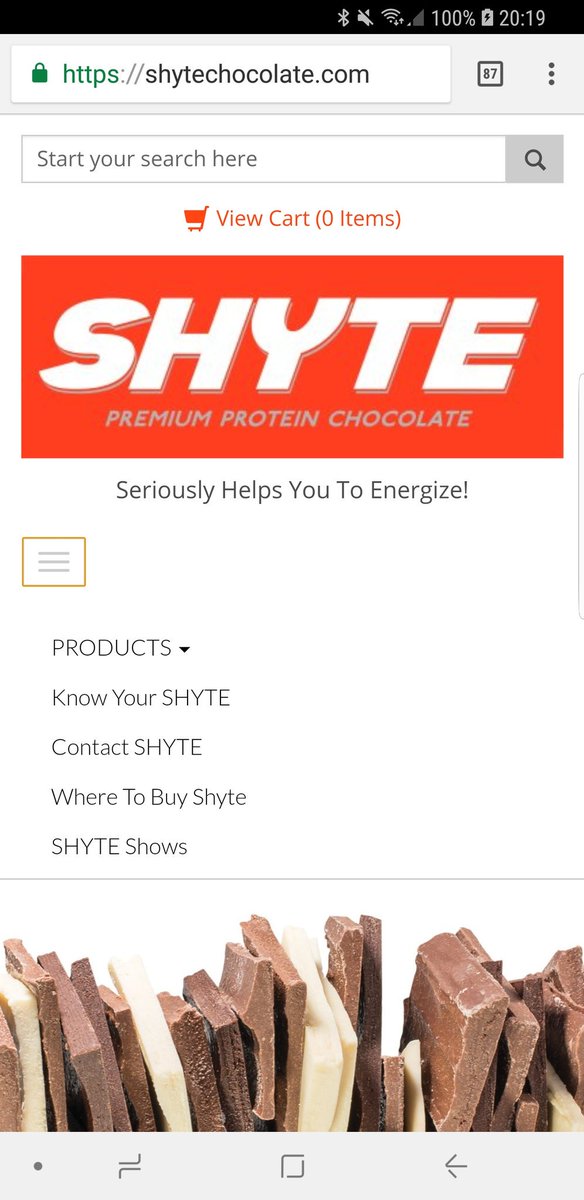 100% 20:19
https://shytechocolate.com
87
Start your search here
View Cart (0 Items)
SHYTE
PREMIUM PROTEIN CHOCOLATE
Seriously Helps You To Energize!
PRODUCTS
Know Your SHYTE
Contact SHYTE
Where To Buy Shyte
SHYTE Shows